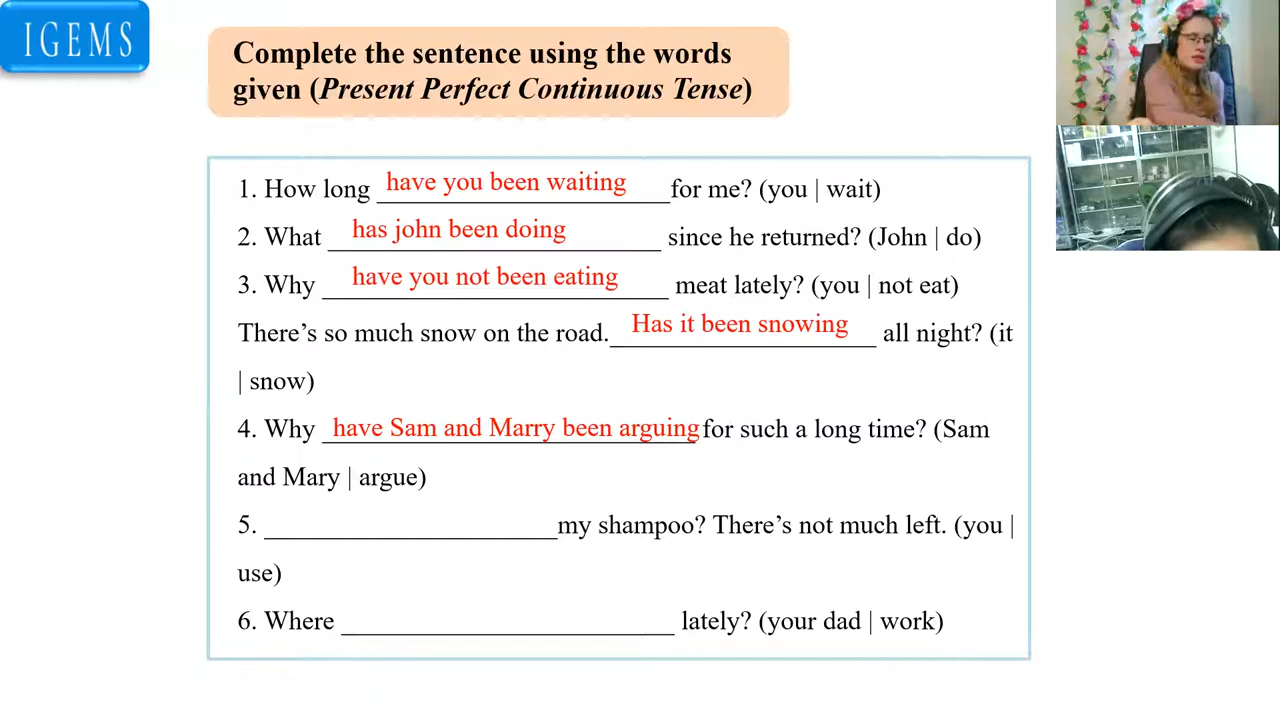 IGEMS
Complete the sentence using the words
given (Present Perfect Continuous Tense)
1. How long have you been waiting for me? (you | wait)
2. What has john been doing since he returned? (John | do)
3. Why have you not been eating meat lately? (you | not eat)
There's so much snow on the road. Has it been snowing all night? (it
| snow)
4. Why have Sam and Marry been arguing for such a long time? (Sam
and Mary | argue)
5. ______________________ my shampoo? There's not much left. (you |
use)
6. Where _________________________ lately? (your dad | work)